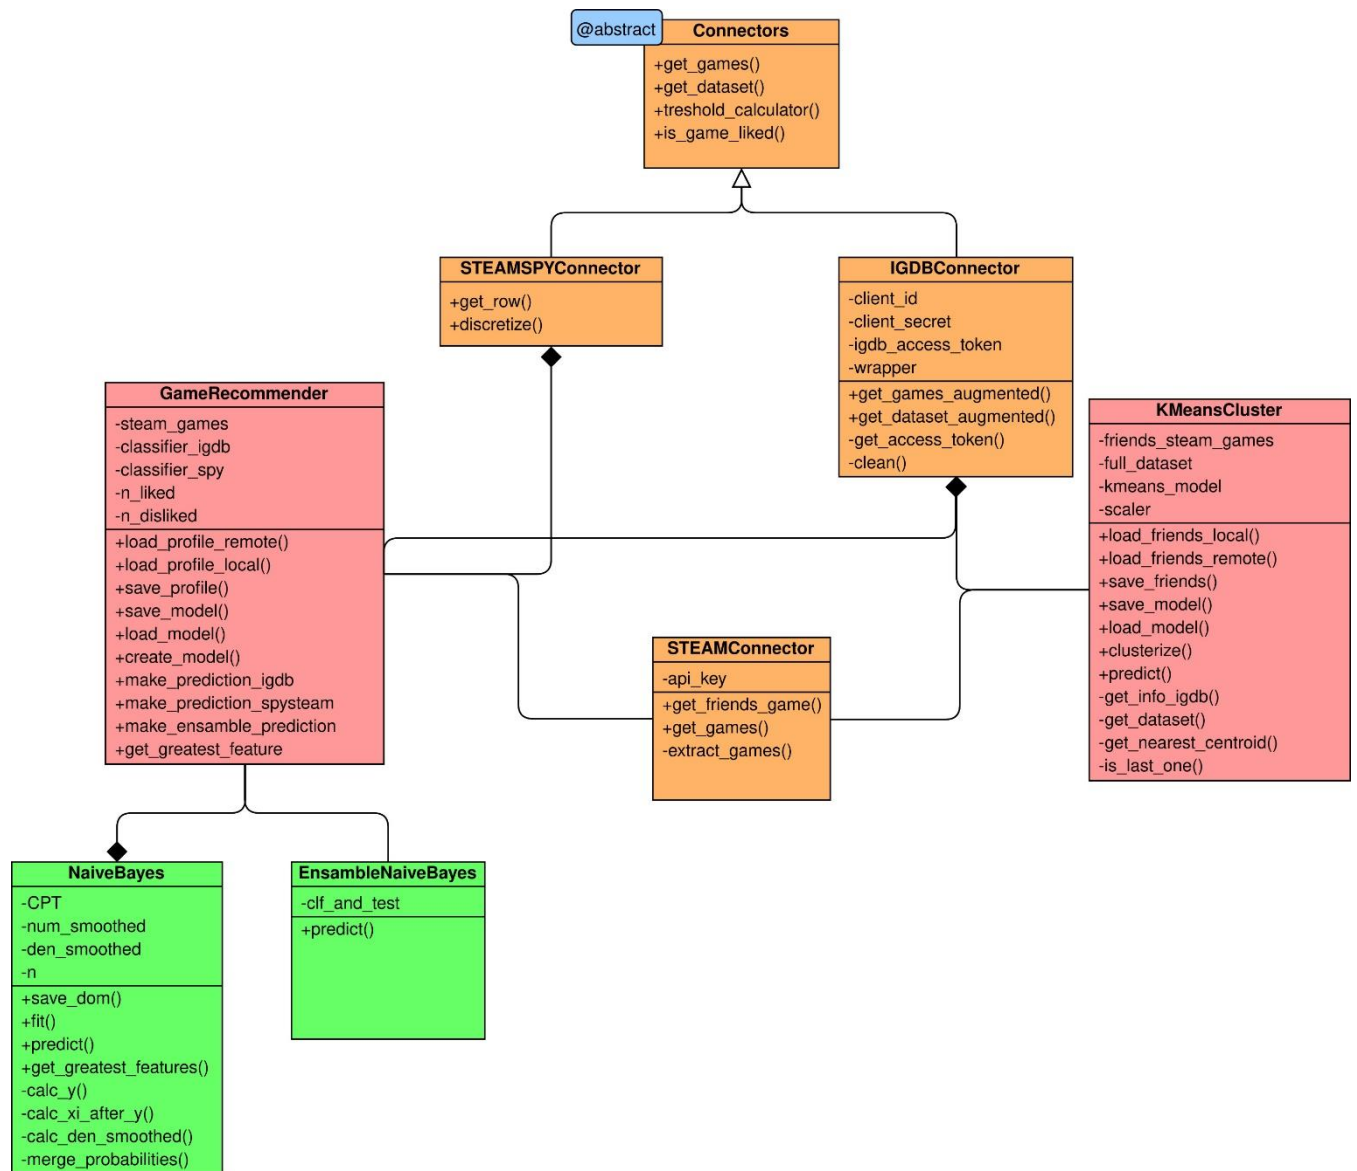 @abstract
Connectors
+get_games()
+get_dataset()
+treshold_calculator()
+is_game_liked()
STEAMSPYConnector
+get_row()
+discretize()
IGDBConnector
-client_id
-client_secret
-igdb_access_token
-wrapper
+get_games_augmented()
+get_dataset_augmented()
-get_access_token()
-clean()
GameRecommender
-steam_games
-classifier_igdb
-classifier_spy
-n_liked
-n_disliked
+load_profile_remote()
+load_profile_local()
+save_profile()
+save_model()
+load_model()
+create_model()
+make_prediction_igdb
+make_prediction_spysteam
+make_ensamble_prediction
+get_greatest_feature
KMeansCluster
-friends_steam_games
-full_dataset
-kmeans_model
-scaler
+load_friends_local()
+load_friends_remote()
+save_friends()
+save_model()
+load_model()
+clusterize()
+predict()
-get_info_igdb()
-get_dataset()
-get_nearest_centroid()
-is_last_one()
STEAMConnector
-api_key
+get_friends_game()
+get_games()
-extract_games()
NaiveBayes
-CPT
-num_smoothed
-den_smoothed
-n
+save_dom()
+fit()
+predict()
+get_greatest_features()
-calc_y()
-calc_xi_after_y()
-calc_den_smoothed()
-merge_probabilities()
EnsambleNaiveBayes
-clf_and_test
+predict()